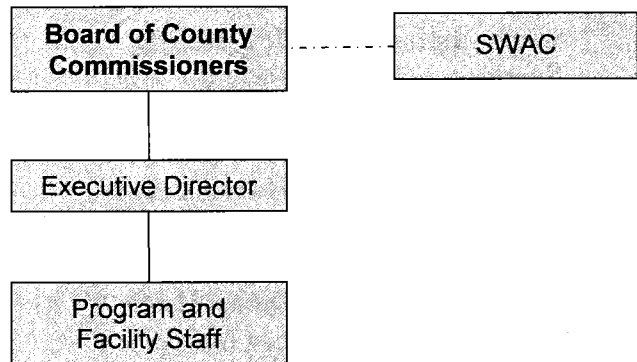 Board of County
Commissioners
SWAC
Executive Director
Program and
Facility Staff